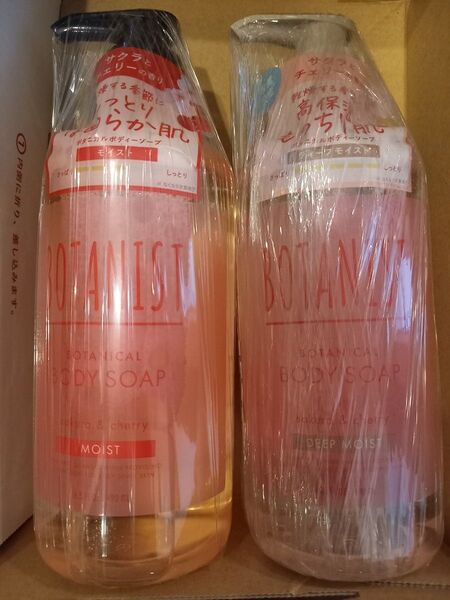 サクラと
チェリーの香り
乾燥する季節に
しっとり
なめらか肌
ボタニカルボディーソープ
モイスト
さっぱり
しっとり
BOTANIST
BOTANICAL
BODY SOAP
sakura & cherry
MOIST
サクラと
チェリー
乾燥する季
高保湿
もっちり肌
ボタニカルボディーソープ
ディープモイスト
しっとり
BOTANIST
BOTANICAL
BODY SOAP
sakura & cherry
DEEP MOIST
⑦内側に折り、差し込みます。